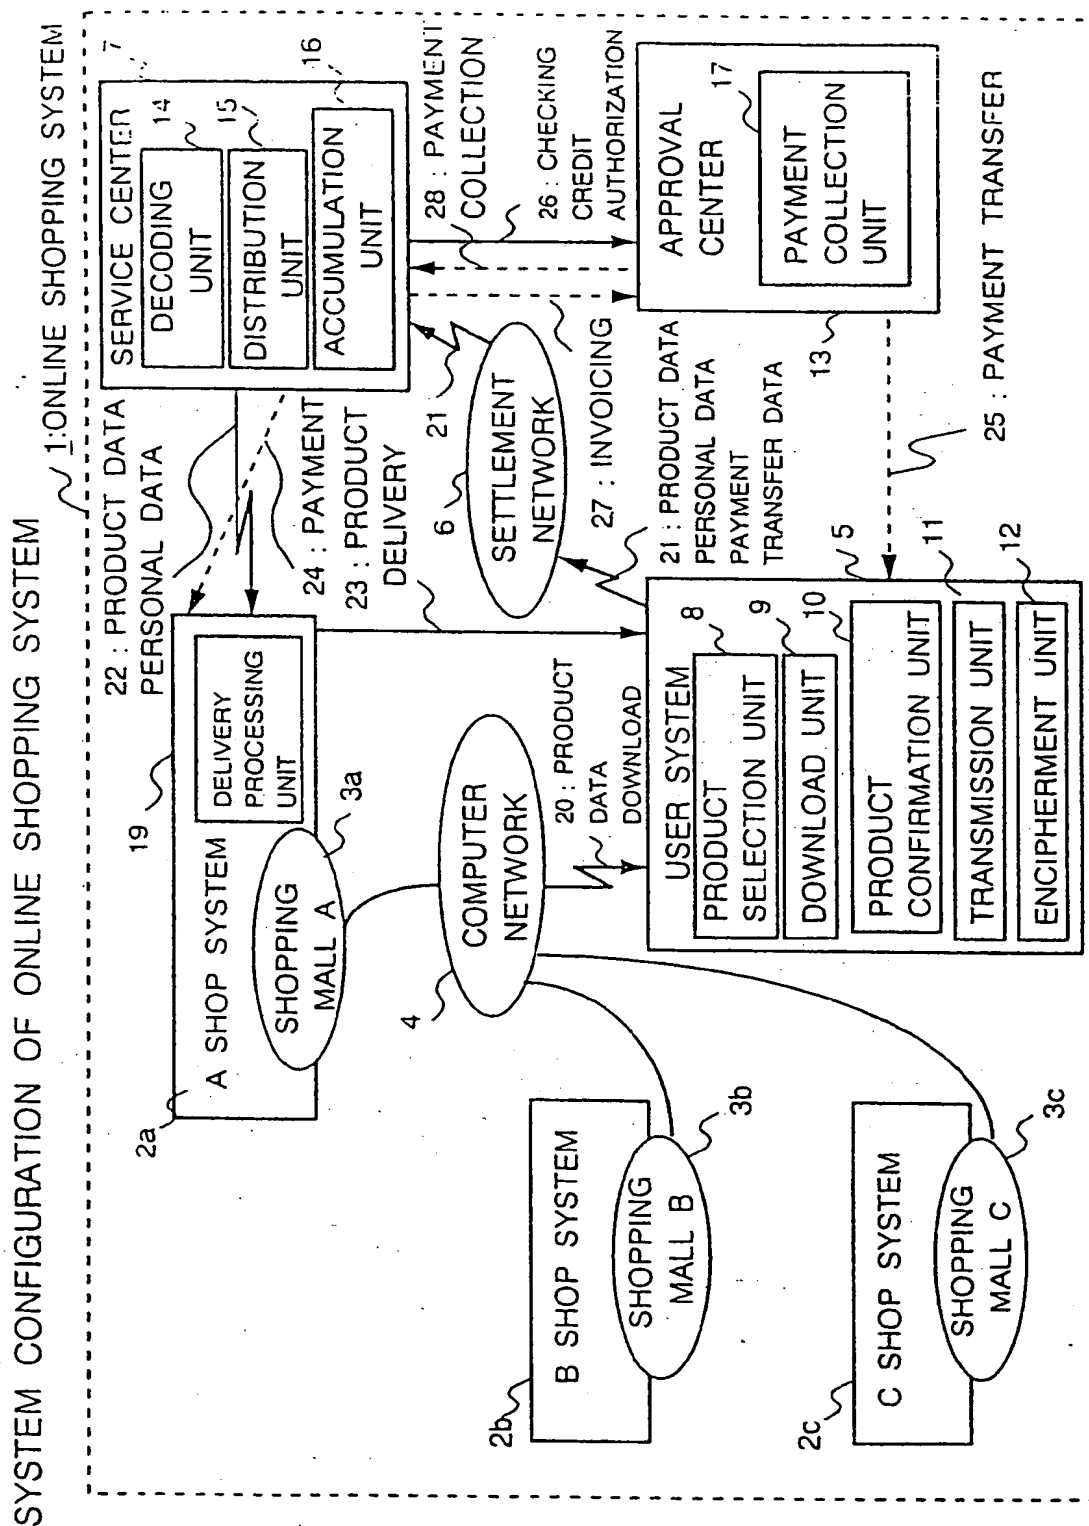 SYSTEM CONFIGURATION OF ONLINE SHOPPING SYSTEM
1:ONLINE SHOPPING SYSTEM
2a
A SHOP SYSTEM
SHOPPING
MALL A
3a
19
DELIVERY
PROCESSING
UNIT
22 : PRODUCT DATA
PERSONAL DATA
24 : PAYMENT
23 : PRODUCT
DELIVERY
7
SERVICE CENTER
14
DECODING
UNIT
15
DISTRIBUTION
UNIT
16
ACCUMULATION
UNIT
28 : PAYMENT
COLLECTION
26 : CHECKING
CREDIT
AUTHORIZATION
21
6
SETTLEMENT
NETWORK
27 : INVOICING
4
COMPUTER
NETWORK
20 : PRODUCT
DATA
DOWNLOAD
21 : PRODUCT DATA
PERSONAL DATA
PAYMENT
TRANSFER DATA
13
APPROVAL
CENTER
17
PAYMENT
COLLECTION
UNIT
25 : PAYMENT TRANSFER
2b
B SHOP SYSTEM
SHOPPING
MALL B
3b
2c
C SHOP SYSTEM
SHOPPING
MALL C
3c
5
USER SYSTEM
8
PRODUCT
SELECTION UNIT
9
DOWNLOAD UNIT
10
PRODUCT
CONFIRMATION UNIT
11
TRANSMISSION UNIT
12
ENCIPHERMENT UNIT